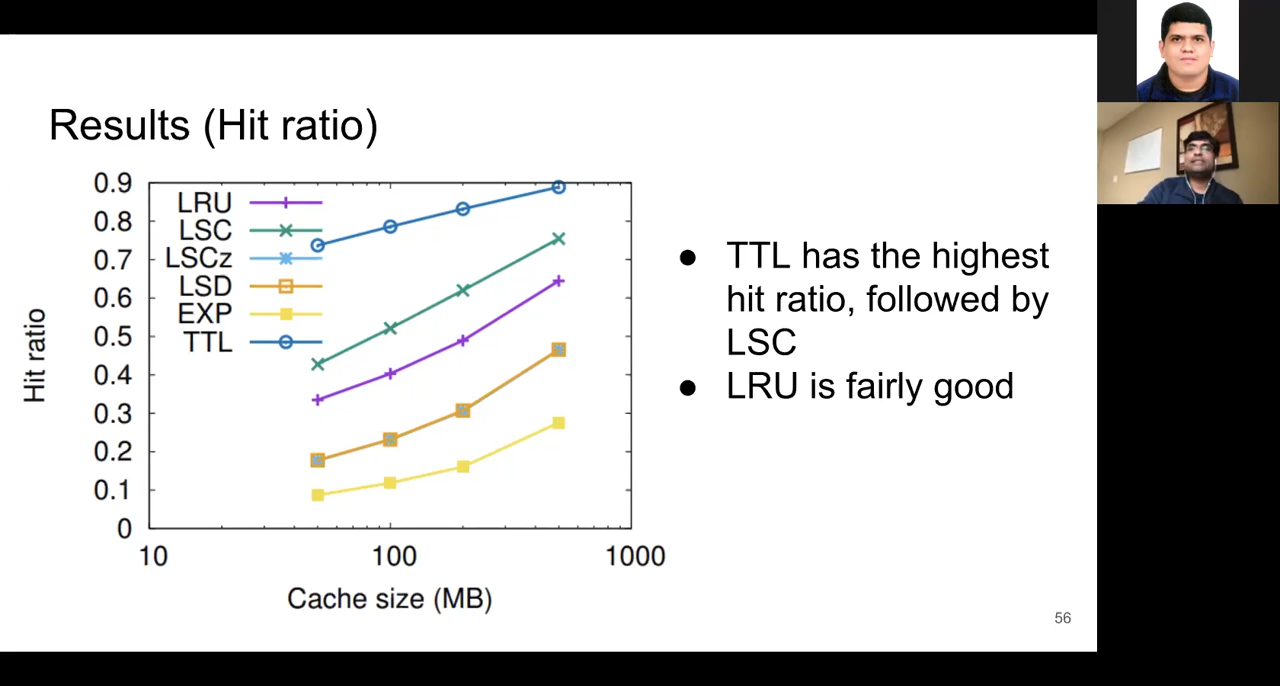 Results (Hit ratio)
0.9
0.8
0.7
0.6
0.5
0.4
0.3
0.2
0.1
0
Hit ratio
LRU
LSC
LSCz
LSD
EXP
TTL
10 100 1000
Cache size (MB)
● TTL has the highest
hit ratio, followed by
LSC
● LRU is fairly good
56